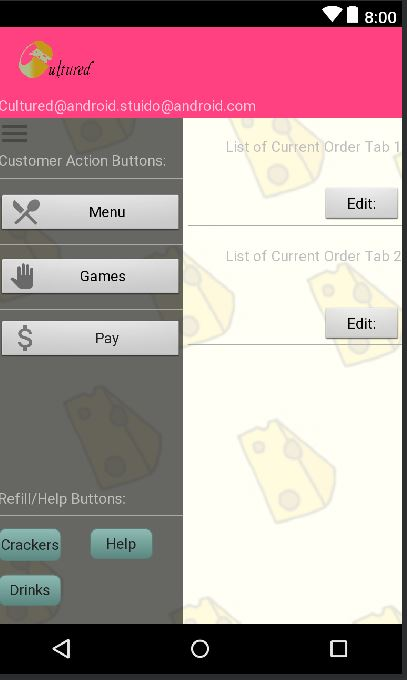 8:00
Cultured
Cultured@android.stuido@android.com
Customer Action Buttons:
Menu
Games
Pay
Refill/Help Buttons:
Crackers
Help
Drinks
List of Current Order Tab 1
Edit:
List of Current Order Tab 2
Edit: